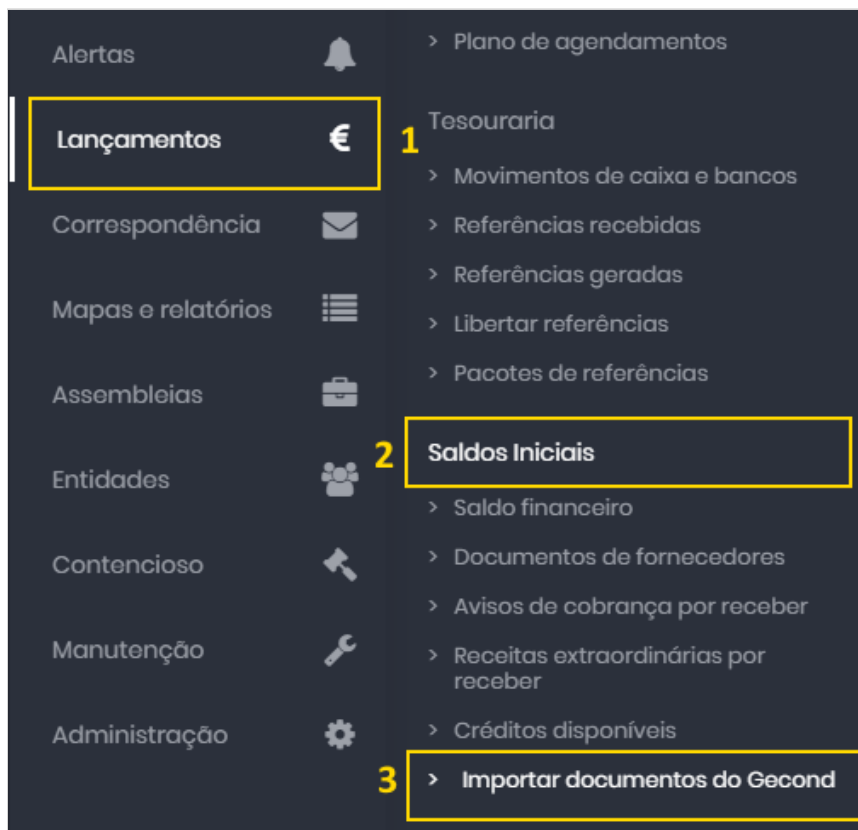 Alertas
Lançamentos €
1
Correspondência
Mapas e relatórios
Assembleias
Entidades
Contencioso
Manutenção
Administração
> Plano de agendamentos
Tesouraria
> Movimentos de caixa e bancos
> Referências recebidas
> Referências geradas
> Libertar referências
> Pacotes de referências
2
Saldos Iniciais
> Saldo financeiro
> Documentos de fornecedores
> Avisos de cobrança por receber
> Receitas extraordinárias por
receber
> Créditos disponíveis
3
> Importar documentos do Gecond